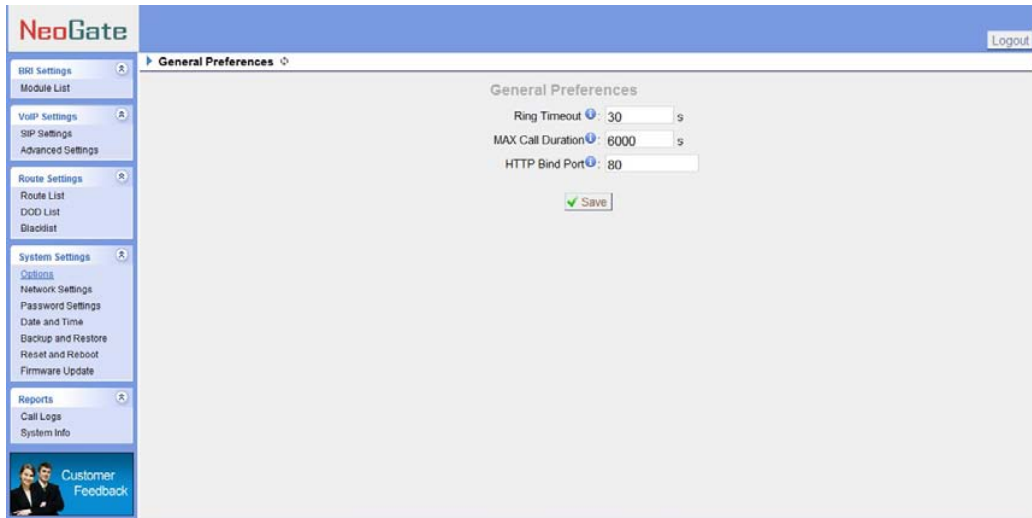 NeoGate
Logout
BRI Settings
Module List
VoIP Settings
SIP Settings
Advanced Settings
Route Settings
Route List
DOD List
Blacklist
System Settings
Options
Network Settings
Password Settings
Date and Time
Backup and Restore
Reset and Reboot
Firmware Update
Reports
Call Logs
System Info
Customer
Feedback
General Preferences
General Preferences
Ring Timeout : 30 s
MAX Call Duration : 6000 s
HTTP Bind Port : 80
Save